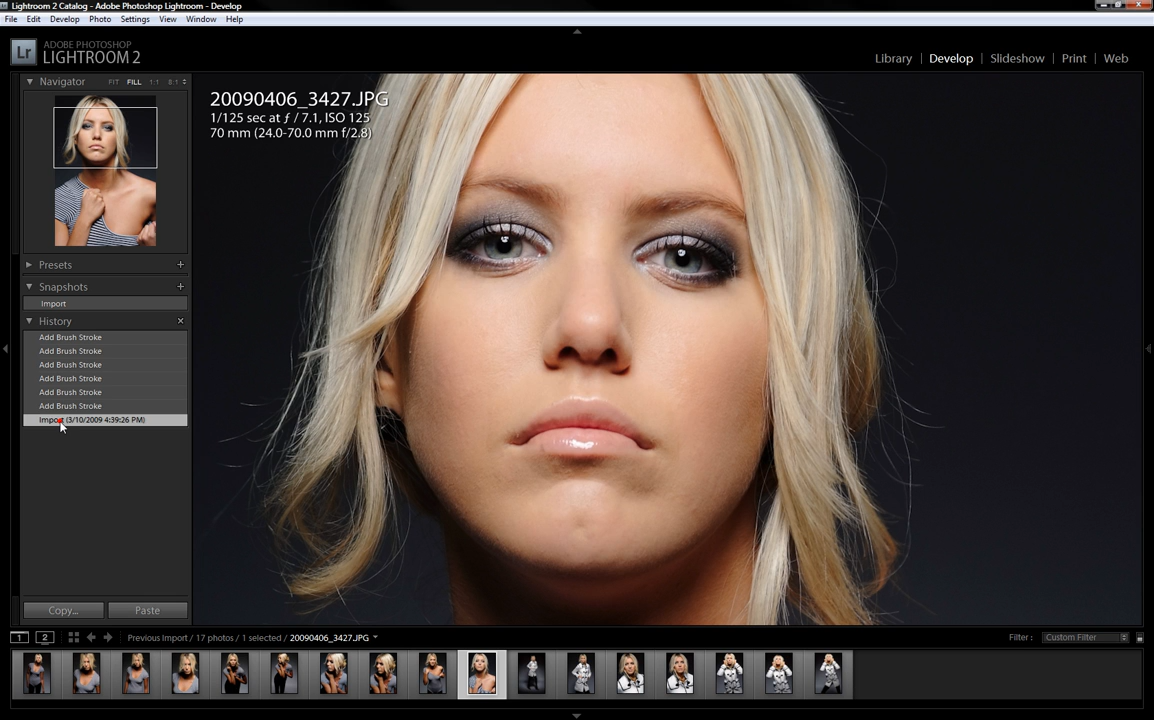 Lightroom 2 Catalog - Adobe Photoshop Lightroom - Develop
File Edit Develop Photo Settings View Window Help
Lr ADOBE PHOTOSHOP
LIGHTROOM 2
Library | Develop | Slideshow | Print | Web
Navigator FIT FILL 1:1 8:1
20090406_3427.JPG
1/125 sec at ƒ / 7.1, ISO 125
70 mm (24.0-70.0 mm f/2.8)
Presets +
Snapshots +
Import
History ×
Add Brush Stroke
Add Brush Stroke
Add Brush Stroke
Add Brush Stroke
Add Brush Stroke
Add Brush Stroke
Import (3/10/2009 4:39:26 PM)
Copy... Paste
1 2 Previous Import / 17 photos / 1 selected / 20090406_3427.JPG Filter : Custom Filter